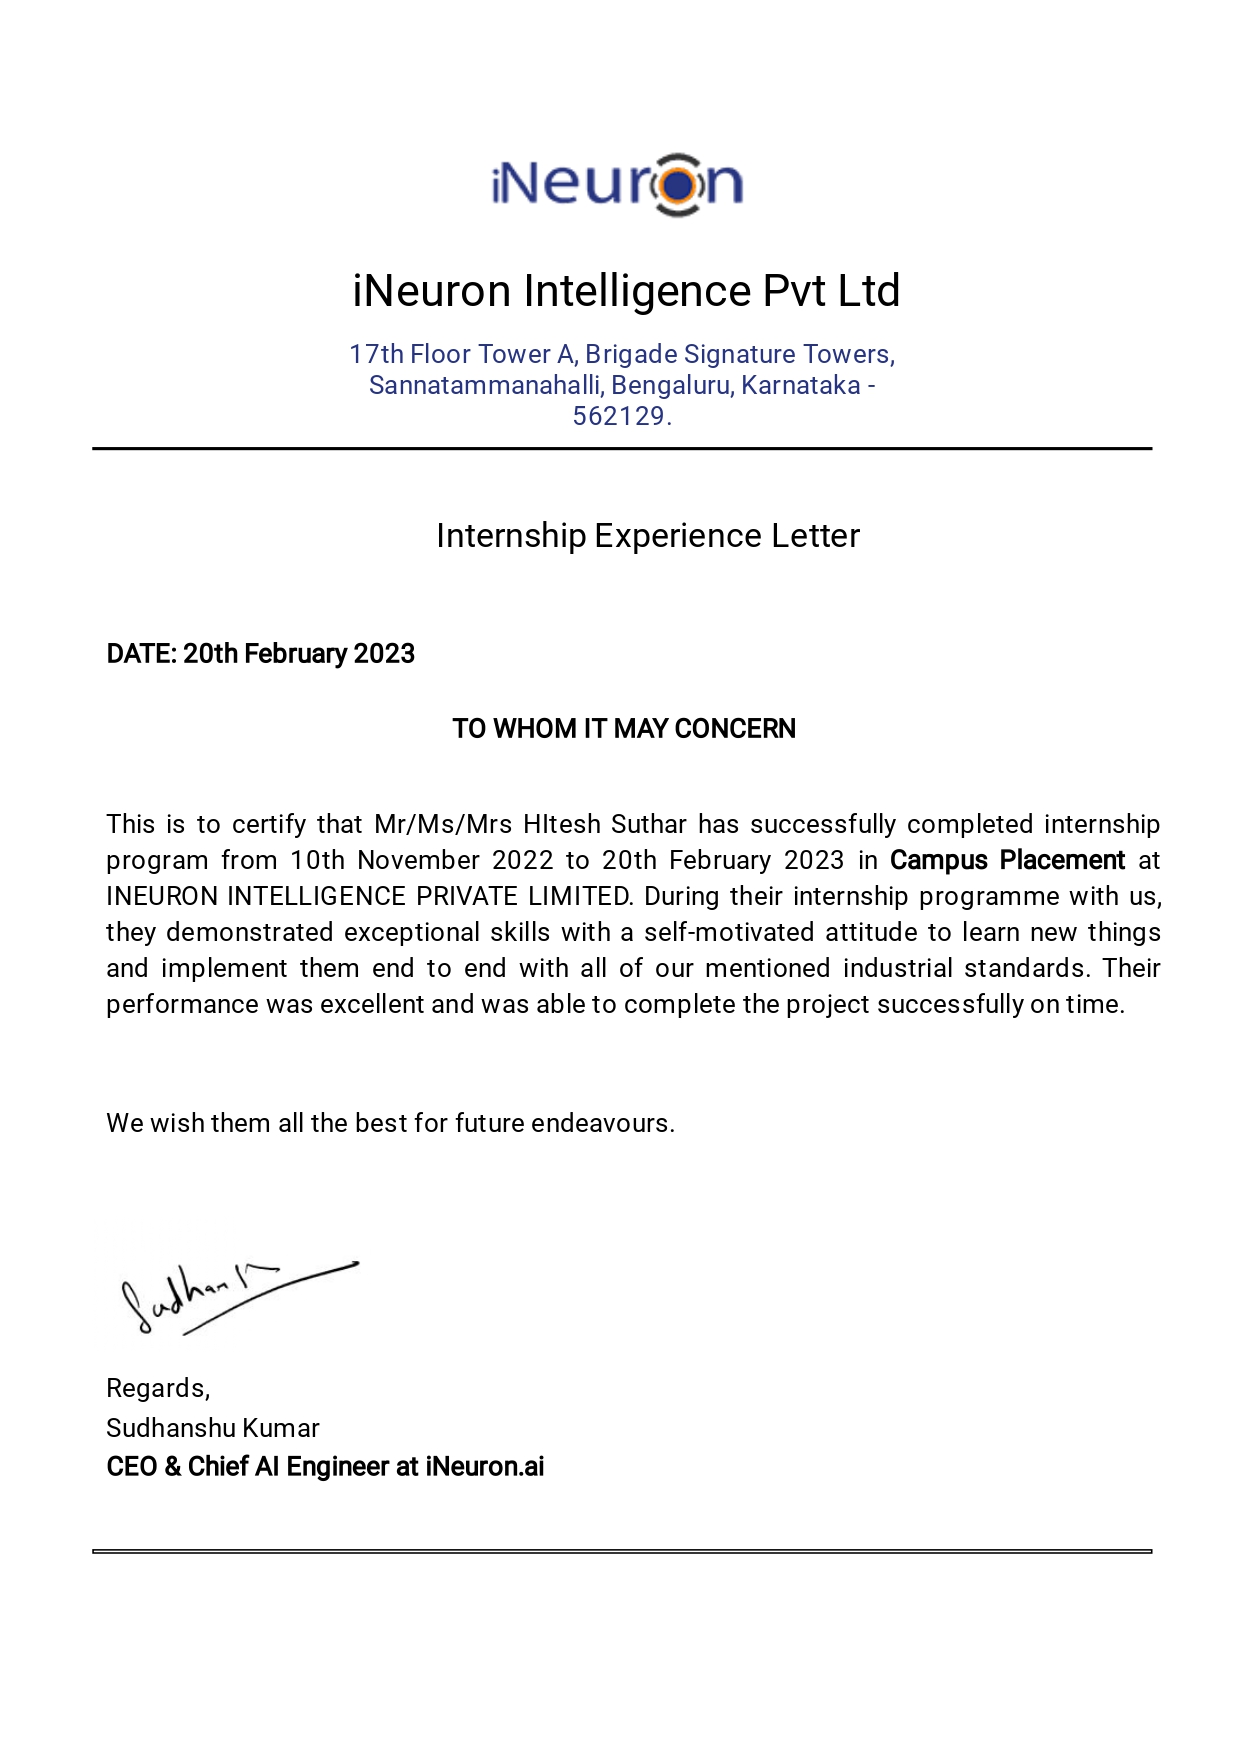 iNeuron
iNeuron Intelligence Pvt Ltd
17th Floor Tower A, Brigade Signature Towers,
Sannatammanahalli, Bengaluru, Karnataka -
562129.
Internship Experience Letter
DATE: 20th February 2023
TO WHOM IT MAY CONCERN
This is to certify that Mr/Ms/Mrs HItesh Suthar has successfully completed internship
program from 10th November 2022 to 20th February 2023 in Campus Placement at
INEURON INTELLIGENCE PRIVATE LIMITED. During their internship programme with us,
they demonstrated exceptional skills with a self-motivated attitude to learn new things
and implement them end to end with all of our mentioned industrial standards. Their
performance was excellent and was able to complete the project successfully on time.
We wish them all the best for future endeavours.
Regards,
Sudhanshu Kumar
CEO & Chief AI Engineer at iNeuron.ai